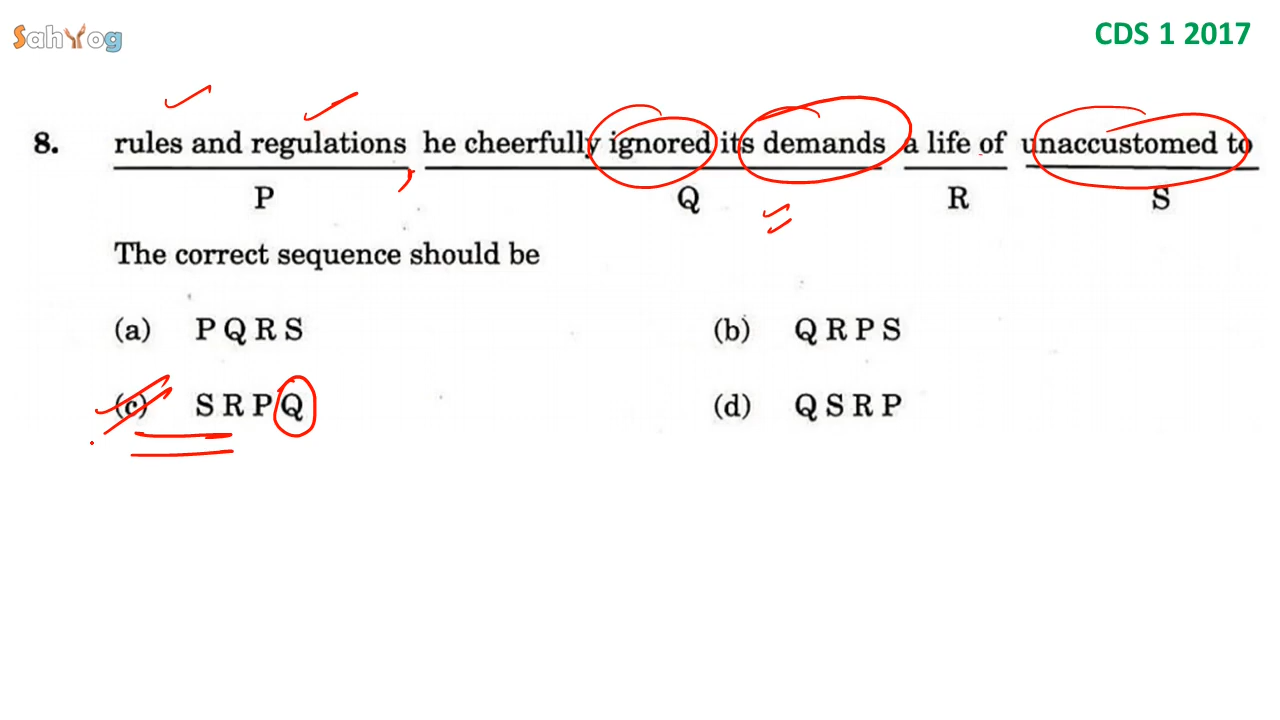 SahYog
CDS 1 2017
8. rules and regulations he cheerfully ignored its demands a life of unaccustomed to
P Q R S
The correct sequence should be
(a) P Q R S (b) Q R P S
(c) S R P Q (d) Q S R P